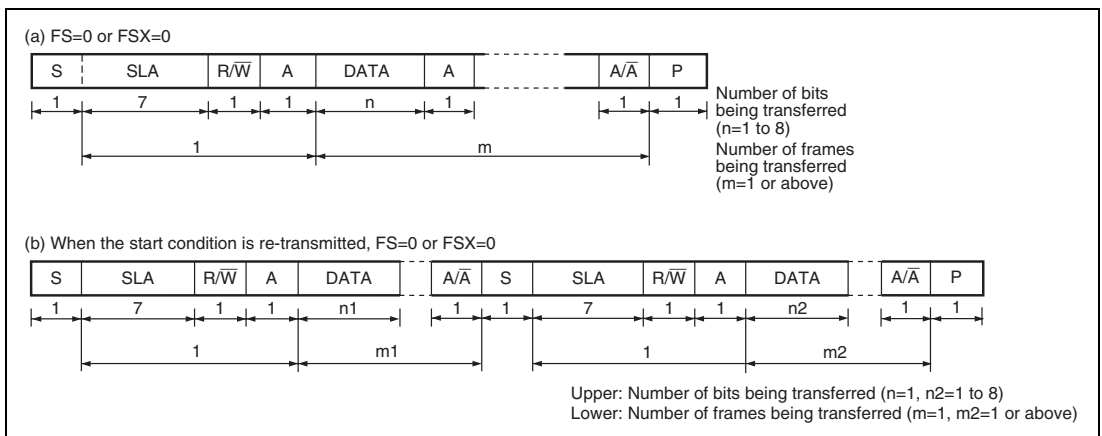 (a) FS=0 or FSX=0
S SLA R/W̅ A DATA A A/A̅ P
1 7 1 1 n 1 1 1
Number of bits
being transferred
(n=1 to 8)
1 m
Number of frames
being transferred
(m=1 or above)
(b) When the start condition is re-transmitted, FS=0 or FSX=0
S SLA R/W̅ A DATA A/A̅ S SLA R/W̅ A DATA A/A̅ P
1 7 1 1 n1 1 1 7 1 1 n2 1 1
1 m1 1 m2
Upper: Number of bits being transferred (n=1, n2=1 to 8)
Lower: Number of frames being transferred (m=1, m2=1 or above)